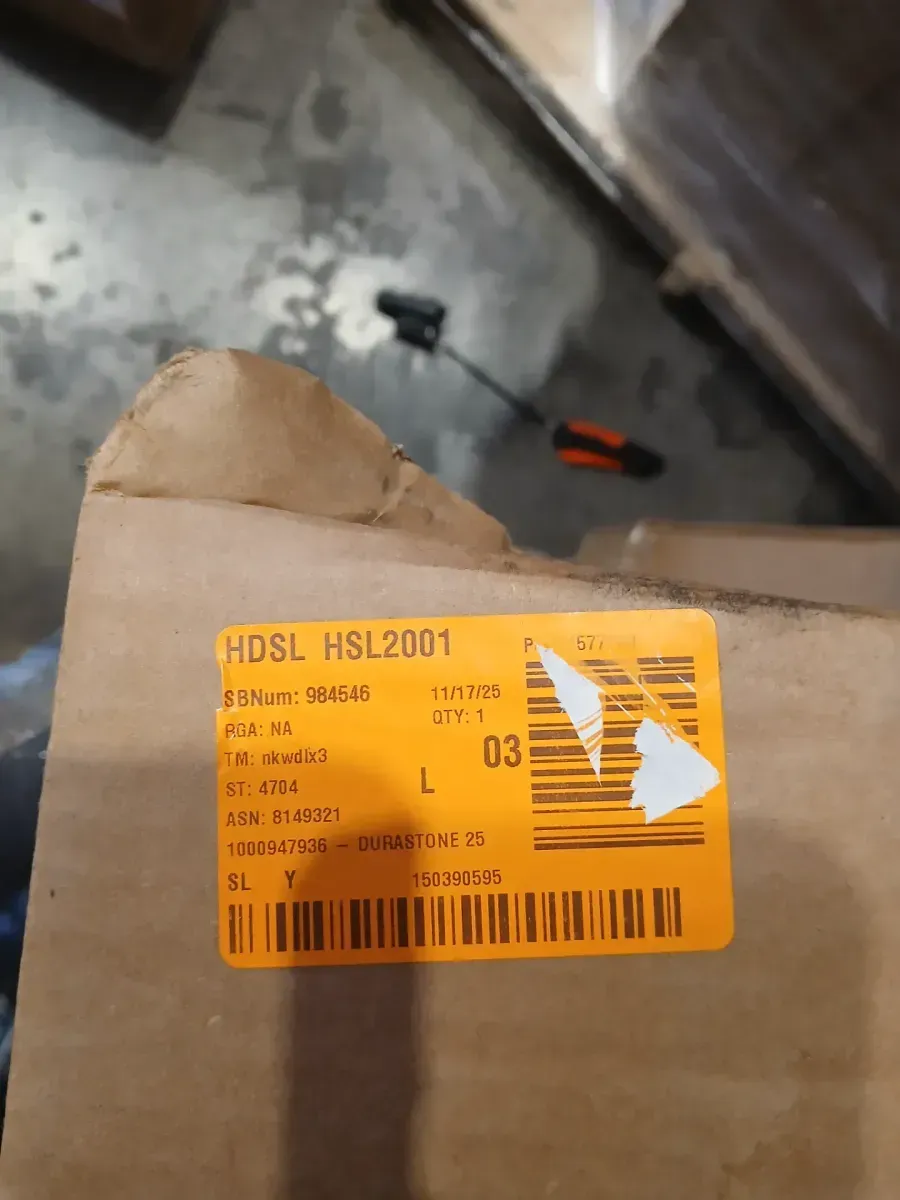 HDSL HSL2001
577
SBNum: 984546
11/17/25
RGA: NA
QTY: 1
TM: nkwdlx3
03
ST: 4704
L
ASN: 8149321
1000947936 – DURASTONE 25
SL Y 150390595